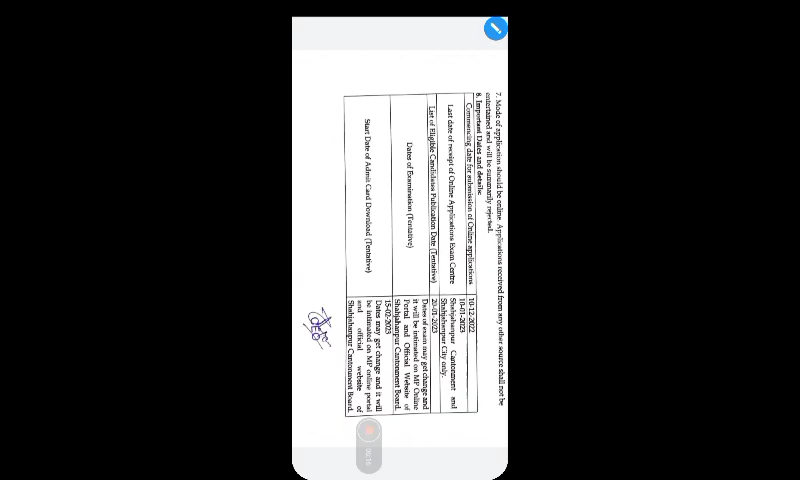 7. Mode of application should be online. Applications received from any other source shall not be
entertained and will be summarily rejected.
8. Important Dates and details:
Commencing date for submission of Online applications 10-12-2022
Last date of receipt of Online Applications Exam Centre 10-01-2023
Shahjahanpur Cantonment and
Shahjahanpur City only.
List of Eligible Candidates Publication Date (Tentative) 20-01-2023
Dates of Examination (Tentative) Dates of exam may get change and
it will be intimated on MP Online
Portal and Official Website of
Shahjahanpur Cantonment Board.
Start Date of Admit Card Download (Tentative) 15-02-2023
Dates may get change and it will
be intimated on MP online portal
and official website of
Shahjahanpur Cantonment Board.